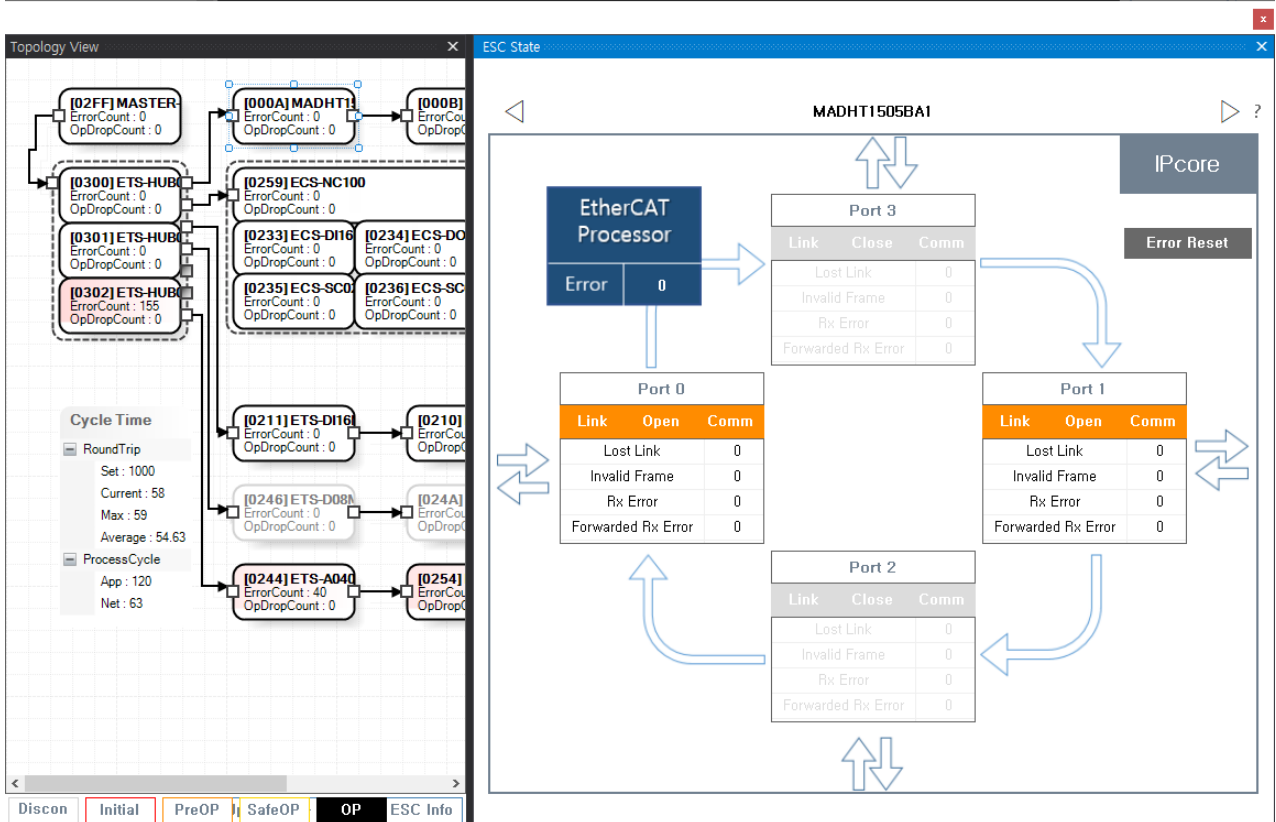 x
Topology View
ESC State
[02FF] MASTER-
ErrorCount : 0
OpDropCount : 0
[000A] MADHT15
ErrorCount : 0
OpDropCount : 0
[000B]
ErrorCou
OpDropC
[0300] ETS-HUB
ErrorCount : 0
OpDropCount : 0
[0301] ETS-HUB
ErrorCount : 0
OpDropCount : 0
[0302] ETS-HUB
ErrorCount : 155
OpDropCount : 0
[0259] ECS-NC100
ErrorCount : 0
OpDropCount : 0
[0233] ECS-DI16
ErrorCount : 0
OpDropCount : 0
[0234] ECS-DO
ErrorCount : 0
OpDropCount : 0
[0235] ECS-SC0
ErrorCount : 0
OpDropCount : 0
[0236] ECS-SC
ErrorCount : 0
OpDropCount : 0
[0211] ETS-DI16
ErrorCount : 0
OpDropCount : 0
[0210]
ErrorCou
OpDropC
[0246] ETS-D08
ErrorCount : 0
OpDropCount : 0
[024A]
ErrorCou
OpDropC
[0244] ETS-A040
ErrorCount : 40
OpDropCount : 0
[0254]
ErrorCou
OpDropC
Cycle Time
RoundTrip
Set : 1000
Current : 58
Max : 59
Average : 54.63
ProcessCycle
App : 120
Net : 63
Discon Initial PreOP SafeOP OP ESC Info
MADHT1505BA1
?
IPcore
Error Reset
EtherCAT
Processor
Error 0
Port 3
Link Close Comm
Lost Link 0
Invalid Frame 0
Rx Error 0
Forwarded Rx Error 0
Port 0
Link Open Comm
Lost Link 0
Invalid Frame 0
Rx Error 0
Forwarded Rx Error 0
Port 1
Link Open Comm
Lost Link 0
Invalid Frame 0
Rx Error 0
Forwarded Rx Error 0
Port 2
Link Close Comm
Lost Link 0
Invalid Frame 0
Rx Error 0
Forwarded Rx Error 0